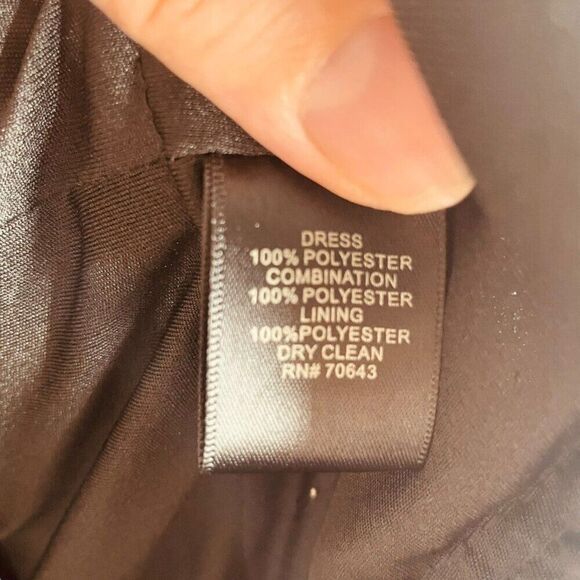 DRESS
100% POLYESTER
COMBINATION
100% POLYESTER
LINING
100%POLYESTER
DRY CLEAN
RN# 70643